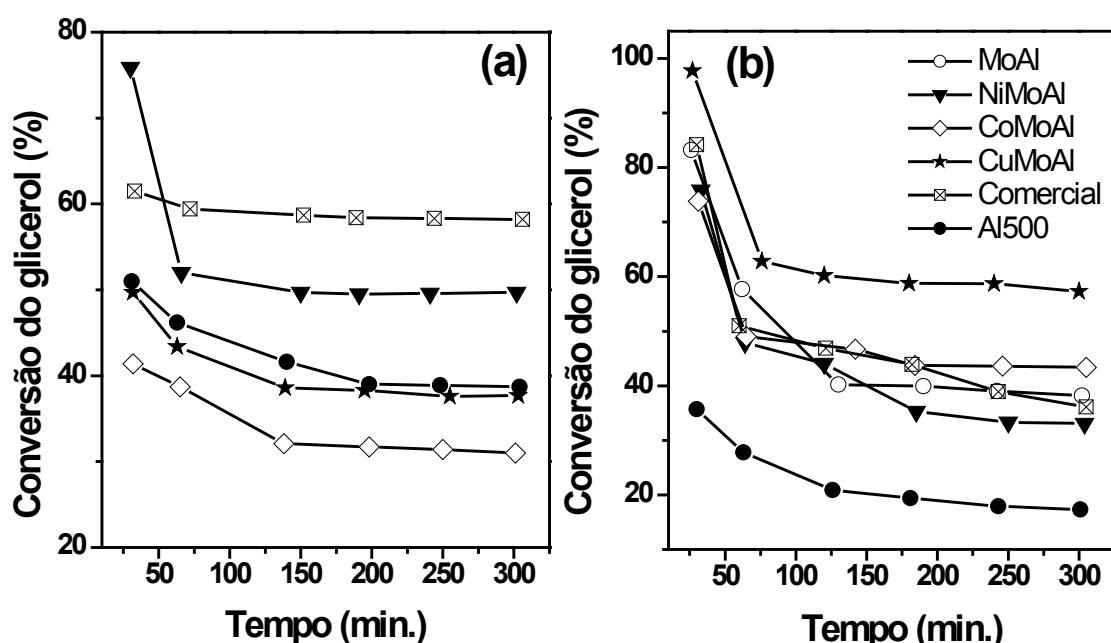 (a)
Conversão do glicerol (%)
80
60
40
20
50 100 150 200 250 300
Tempo (min.)
(b)
Conversão do glicerol (%)
100
80
60
40
20
50 100 150 200 250 300
Tempo (min.)
MoAl
NiMoAl
CoMoAl
CuMoAl
Comercial
Al500